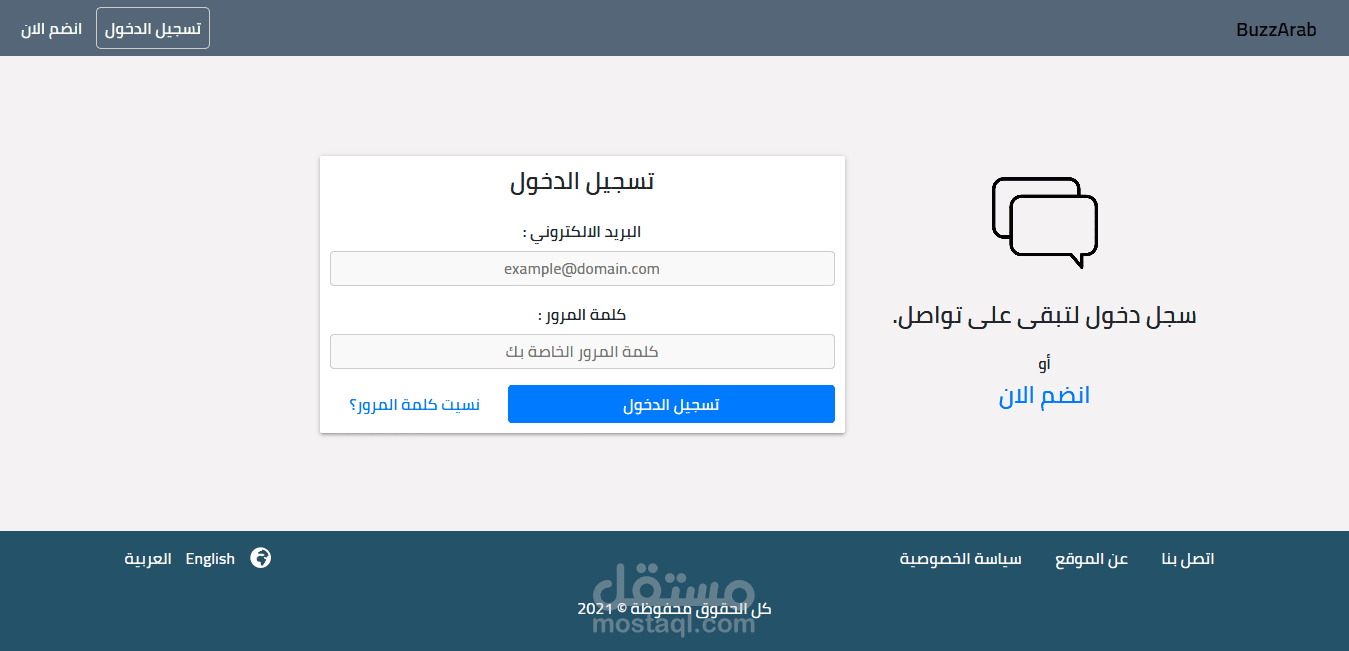 BuzzArab
تسجيل الدخول
انضم الان
سجل دخول لتبقى على تواصل.
أو
انضم الان
تسجيل الدخول
البريد الالكتروني :
example@domain.com
كلمة المرور :
كلمة المرور الخاصة بك
تسجيل الدخول
نسيت كلمة المرور؟
اتصل بنا
عن الموقع
سياسة الخصوصية
English
العربية
كل الحقوق محفوظة © 2021
مستقل
mostaql.com